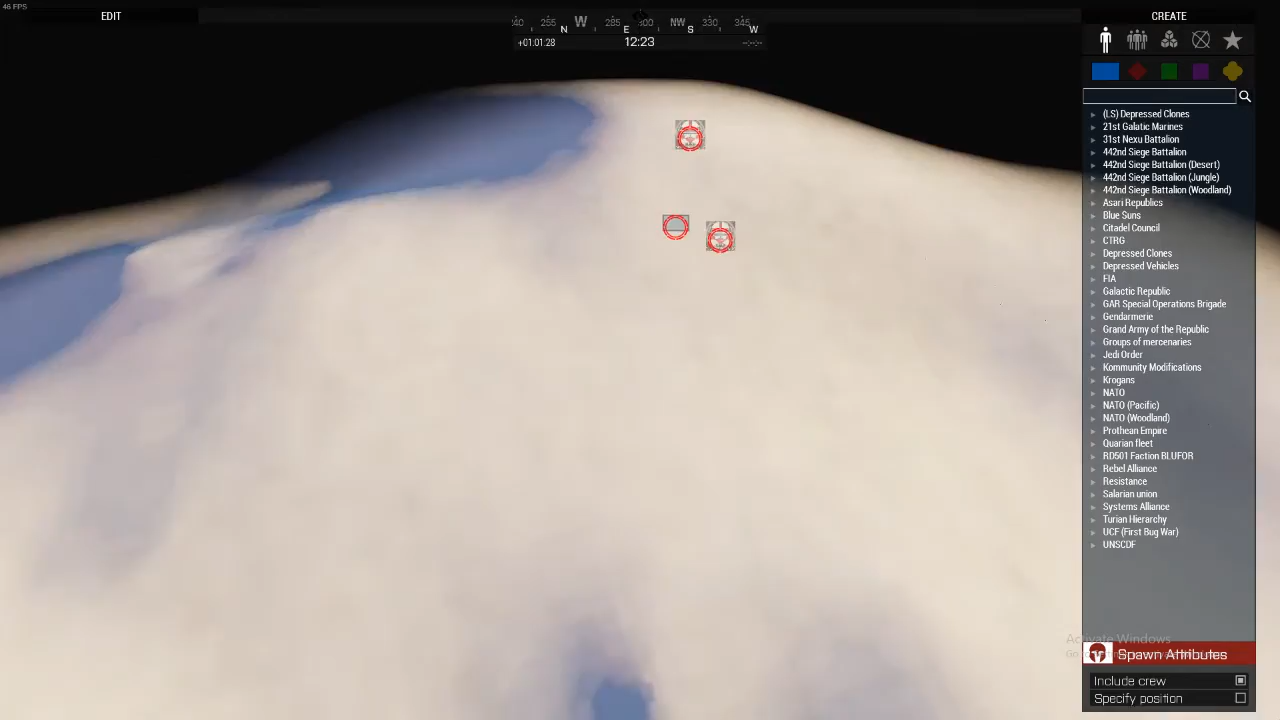 46 FPS
EDIT
240 255 W 285 300 NW 330 345
N E S W
+01:01:28 12:23 --:--
CREATE
(LS) Depressed Clones
21st Galatic Marines
31st Nexu Battalion
442nd Siege Battalion
442nd Siege Battalion (Desert)
442nd Siege Battalion (Jungle)
442nd Siege Battalion (Woodland)
Asari Republics
Blue Suns
Citadel Council
CTRG
Depressed Clones
Depressed Vehicles
FIA
Galactic Republic
GAR Special Operations Brigade
Gendarmerie
Grand Army of the Republic
Groups of mercenaries
Jedi Order
Kommunity Modifications
Krogans
NATO
NATO (Pacific)
NATO (Woodland)
Prothean Empire
Quarian fleet
RD501 Faction BLUFOR
Rebel Alliance
Resistance
Salarian union
Systems Alliance
Turian Hierarchy
UCF (First Bug War)
UNSCDF
Activate Windows
Spawn Attributes
Include crew
Specify position